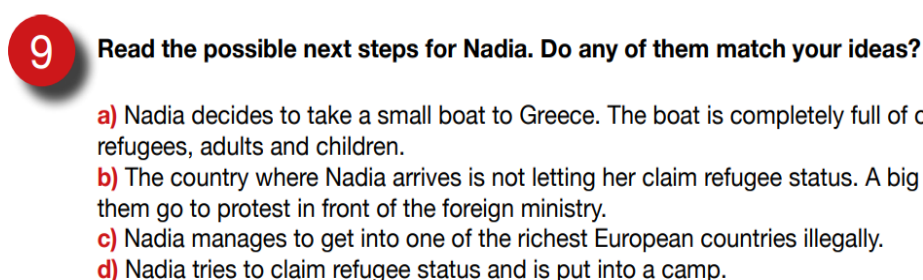 9
Read the possible next steps for Nadia. Do any of them match your ideas?
a) Nadia decides to take a small boat to Greece. The boat is completely full of
refugees, adults and children.
b) The country where Nadia arrives is not letting her claim refugee status. A big
them go to protest in front of the foreign ministry.
c) Nadia manages to get into one of the richest European countries illegally.
d) Nadia tries to claim refugee status and is put into a camp.